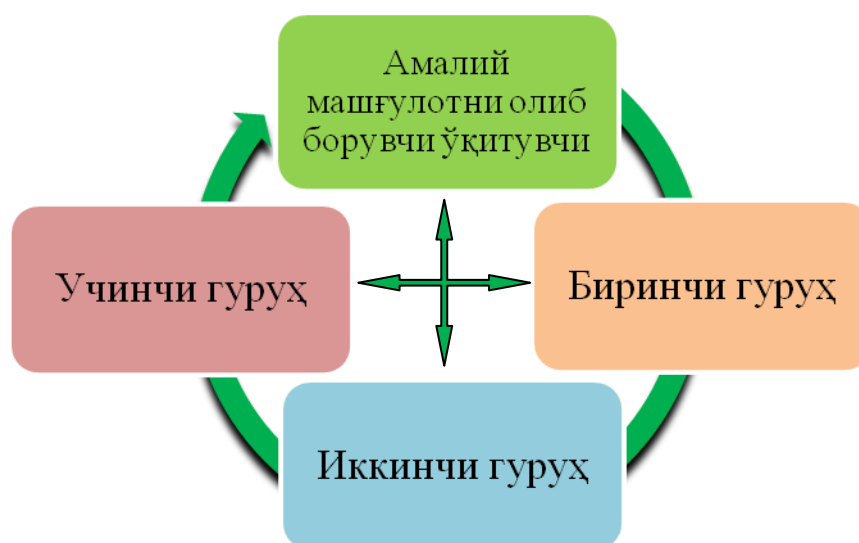 Амалий
машғулотни олиб
борувчи ўқитувчи
Учинчи гуруҳ
Биринчи гуруҳ
Иккинчи гуруҳ